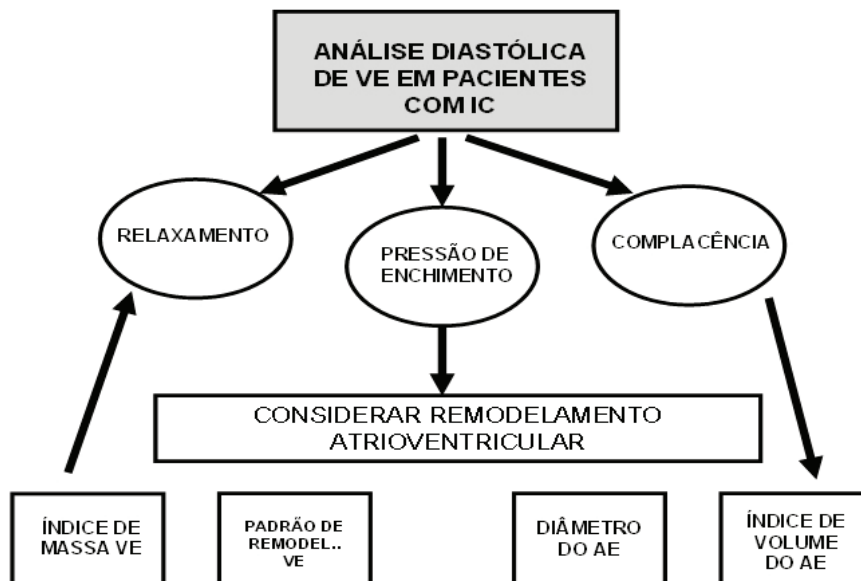 ANÁLISE DIASTÓLICA
DE VE EM PACIENTES
COM IC
RELAXAMENTO
PRESSÃO DE
ENCHIMENTO
COMPLACÊNCIA
CONSIDERAR REMODELAMENTO
ATRIOVENTRICULAR
ÍNDICE DE
MASSA VE
PADRÃO DE
REMODEL..
VE
DIÂMETRO
DO AE
ÍNDICE DE
VOLUME
DO AE